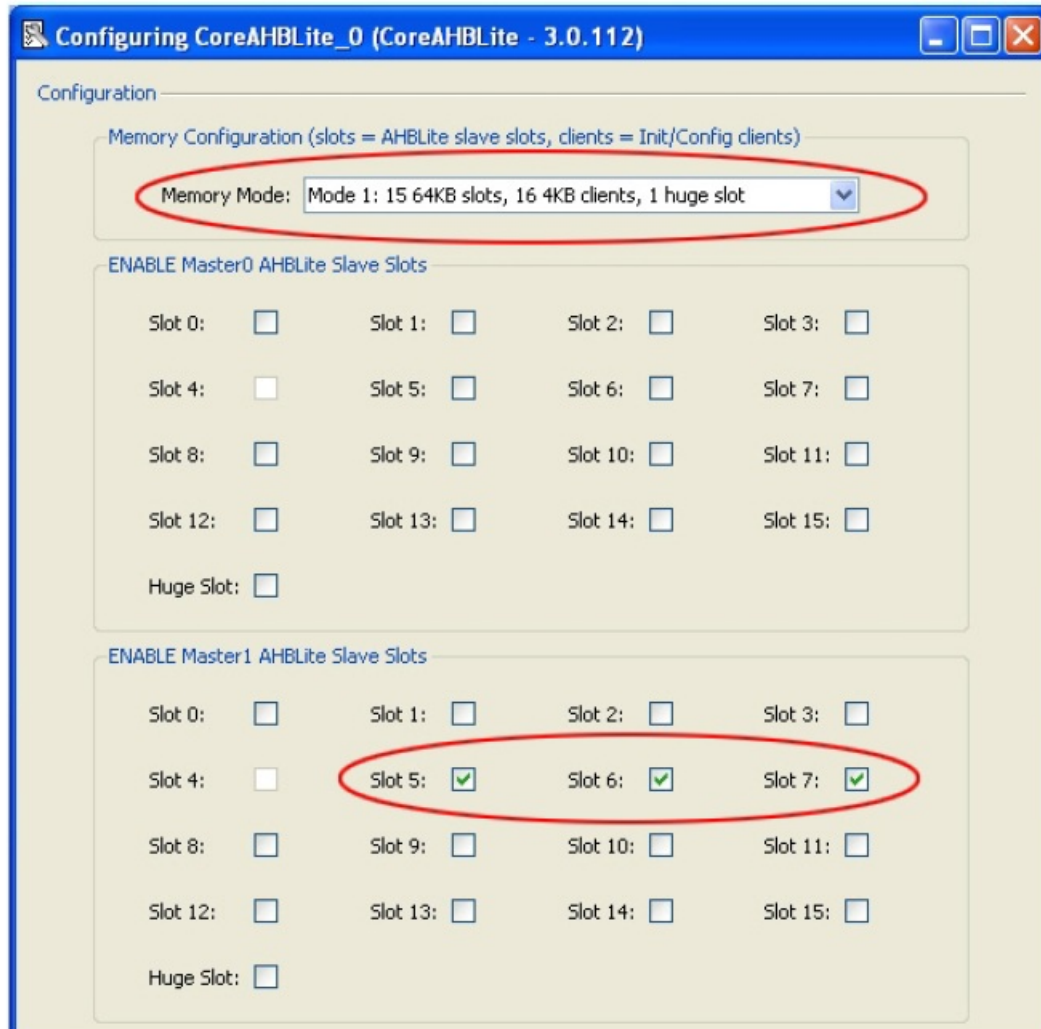 Configuring CoreAHBLite_0 (CoreAHBLite - 3.0.112)
Configuration
Memory Configuration (slots = AHBLite slave slots, clients = Init/Config clients)
Memory Mode: Mode 1: 15 64KB slots, 16 4KB clients, 1 huge slot
ENABLE Master0 AHBLite Slave Slots
Slot 0: Slot 1: Slot 2: Slot 3:
Slot 4: Slot 5: Slot 6: Slot 7:
Slot 8: Slot 9: Slot 10: Slot 11:
Slot 12: Slot 13: Slot 14: Slot 15:
Huge Slot:
ENABLE Master1 AHBLite Slave Slots
Slot 0: Slot 1: Slot 2: Slot 3:
Slot 4: Slot 5: Slot 6: Slot 7:
Slot 8: Slot 9: Slot 10: Slot 11:
Slot 12: Slot 13: Slot 14: Slot 15:
Huge Slot: